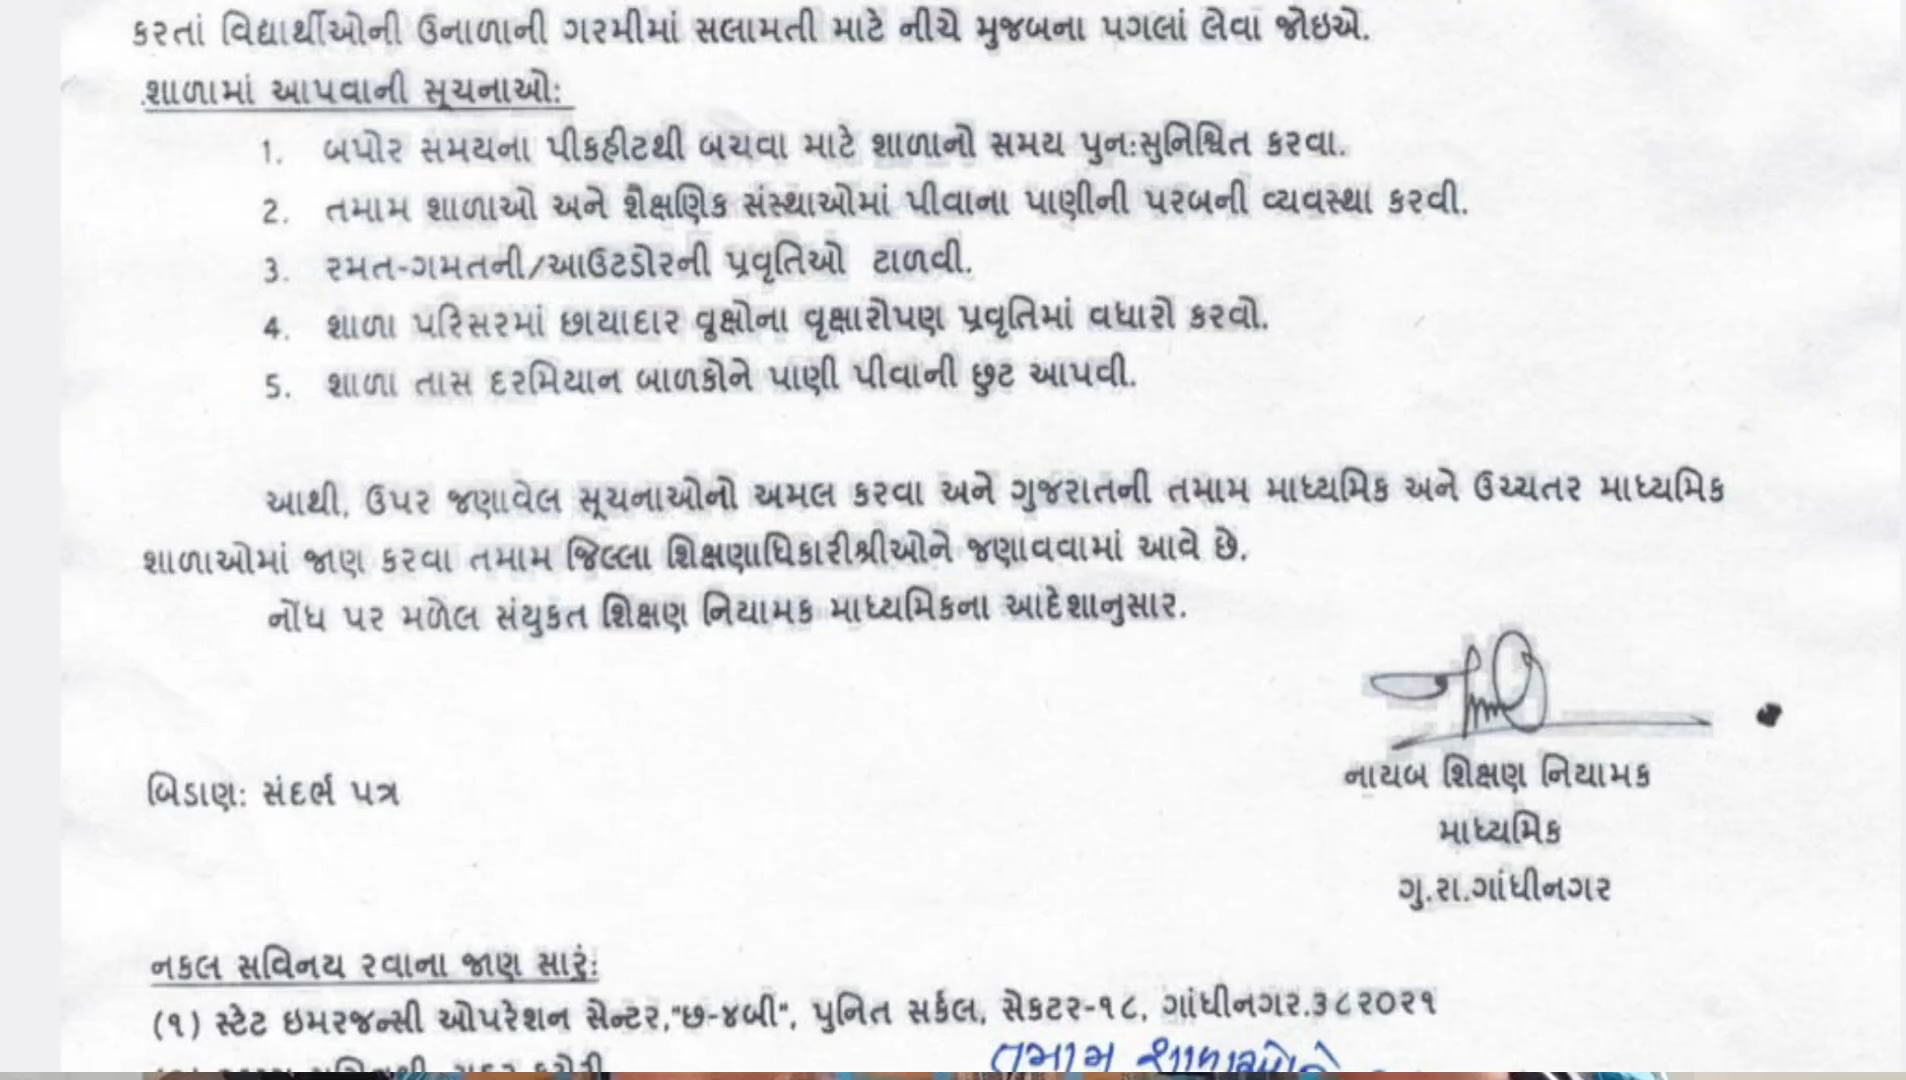 કરતાં વિદ્યાર્થીઓની ઉનાળાની ગરમીમાં સલામતી માટે નીચે મુજબના પગલાં લેવા જોઇએ.
શાળામાં આપવાની સૂચનાઓ:
1. બપોર સમયના પીકહીટથી બચવા માટે શાળાનો સમય પુન:સુનિશ્ચિત કરવા.
2. તમામ શાળાઓ અને શૈક્ષણિક સંસ્થાઓમાં પીવાના પાણીની પરબની વ્યવસ્થા કરવી.
3. રમત-ગમતની/આઉટડોરની પ્રવૃતિઓ ટાળવી.
4. શાળા પરિસરમાં છાયાદાર વૃક્ષોના વૃક્ષારોપણ પ્રવૃતિમાં વધારો કરવો.
5. શાળા તાસ દરમિયાન બાળકોને પાણી પીવાની છુટ આપવી.
આથી, ઉપર જણાવેલ સૂચનાઓનો અમલ કરવા અને ગુજરાતની તમામ માધ્યમિક અને ઉચ્ચતર માધ્યમિક
શાળાઓમાં જાણ કરવા તમામ જિલ્લા શિક્ષણાધિકારીશ્રીઓને જણાવવામાં આવે છે.
નોંધ પર મળેલ સંયુકત શિક્ષણ નિયામક માધ્યમિકના આદેશાનુસાર.
નાયબ શિક્ષણ નિયામક
બિડાણ: સંદર્ભ પત્ર
માધ્યમિક
ગુ.રા.ગાંધીનગર
નકલ સવિનય રવાના જાણ સારું:
(૧) સ્ટેટ ઇમરજન્સી ઓપરેશન સેન્ટર,"છ-૪બી", પુનિત સર્કલ, સેકટર-૧૮, ગાંધીનગર.૩૮૨૦૨૧
તમામ શાળાઓને